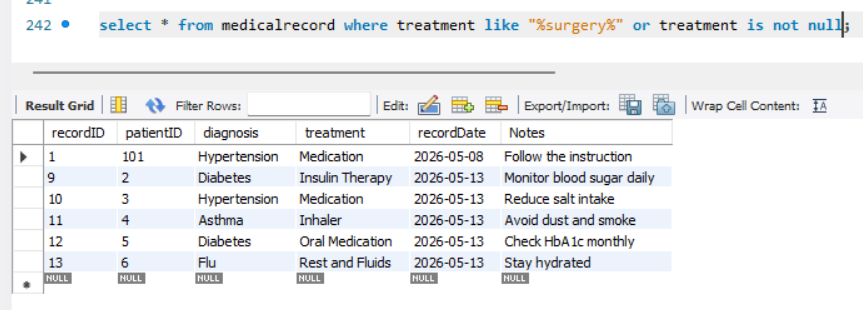 241
242 select * from medicalrecord where treatment like "%surgery%" or treatment is not null;
Result Grid Filter Rows: Edit: Export/Import: Wrap Cell Content: IA
recordID patientID diagnosis treatment recordDate Notes
1 101 Hypertension Medication 2026-05-08 Follow the instruction
9 2 Diabetes Insulin Therapy 2026-05-13 Monitor blood sugar daily
10 3 Hypertension Medication 2026-05-13 Reduce salt intake
11 4 Asthma Inhaler 2026-05-13 Avoid dust and smoke
12 5 Diabetes Oral Medication 2026-05-13 Check HbA1c monthly
13 6 Flu Rest and Fluids 2026-05-13 Stay hydrated
NULL NULL NULL NULL NULL NULL